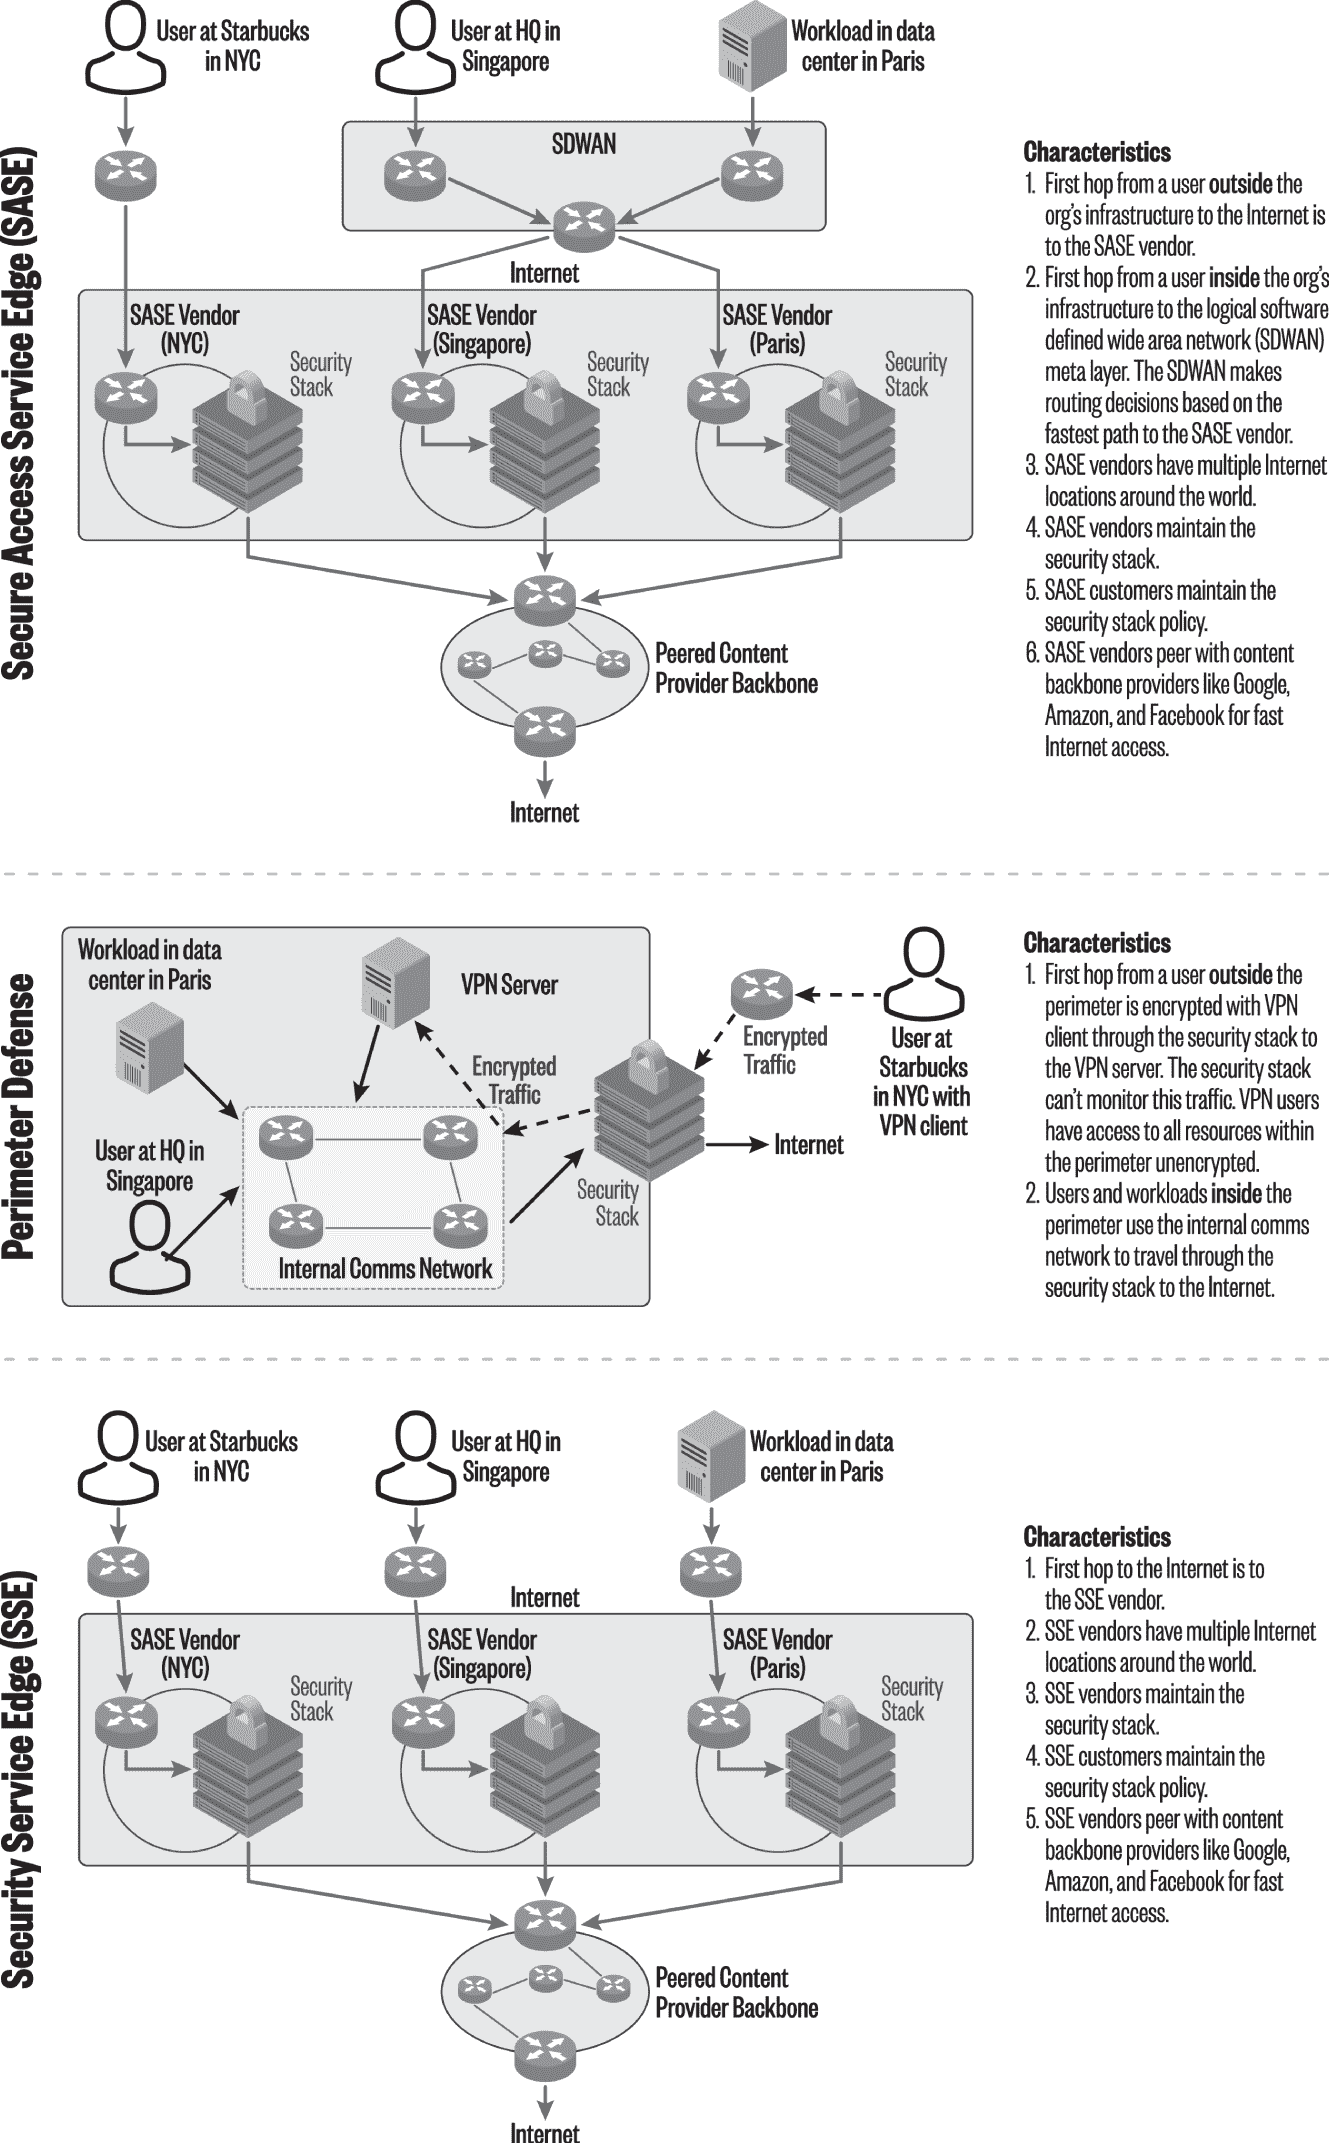 Secure Access Service Edge (SASE)
User at Starbucks
in NYC
User at HQ in
Singapore
Workload in data
center in Paris
SDWAN
Internet
SASE Vendor
(NYC)
Security
Stack
SASE Vendor
(Singapore)
Security
Stack
SASE Vendor
(Paris)
Security
Stack
Peered Content
Provider Backbone
Internet
Characteristics
1. First hop from a user outside the
org's infrastructure to the Internet is
to the SASE vendor.
2. First hop from a user inside the org's
infrastructure to the logical software
defined wide area network (SDWAN)
meta layer. The SDWAN makes
routing decisions based on the
fastest path to the SASE vendor.
3. SASE vendors have multiple Internet
locations around the world.
4. SASE vendors maintain the
security stack.
5. SASE customers maintain the
security stack policy.
6. SASE vendors peer with content
backbone providers like Google,
Amazon, and Facebook for fast
Internet access.
Perimeter Defense
Workload in data
center in Paris
VPN Server
Encrypted
Traffic
User at HQ in
Singapore
Internal Comms Network
Security
Stack
Encrypted
Traffic
Internet
User at
Starbucks
in NYC with
VPN client
Characteristics
1. First hop from a user outside the
perimeter is encrypted with VPN
client through the security stack to
the VPN server. The security stack
can't monitor this traffic. VPN users
have access to all resources within
the perimeter unencrypted.
2. Users and workloads inside the
perimeter use the internal comms
network to travel through the
security stack to the Internet.
Security Service Edge (SSE)
User at Starbucks
in NYC
User at HQ in
Singapore
Workload in data
center in Paris
Internet
SASE Vendor
(NYC)
Security
Stack
SASE Vendor
(Singapore)
Security
Stack
SASE Vendor
(Paris)
Security
Stack
Peered Content
Provider Backbone
Internet
Characteristics
1. First hop to the Internet is to
the SSE vendor.
2. SSE vendors have multiple Internet
locations around the world.
3. SSE vendors maintain the
security stack.
4. SSE customers maintain the
security stack policy.
5. SSE vendors peer with content
backbone providers like Google,
Amazon, and Facebook for fast
Internet access.